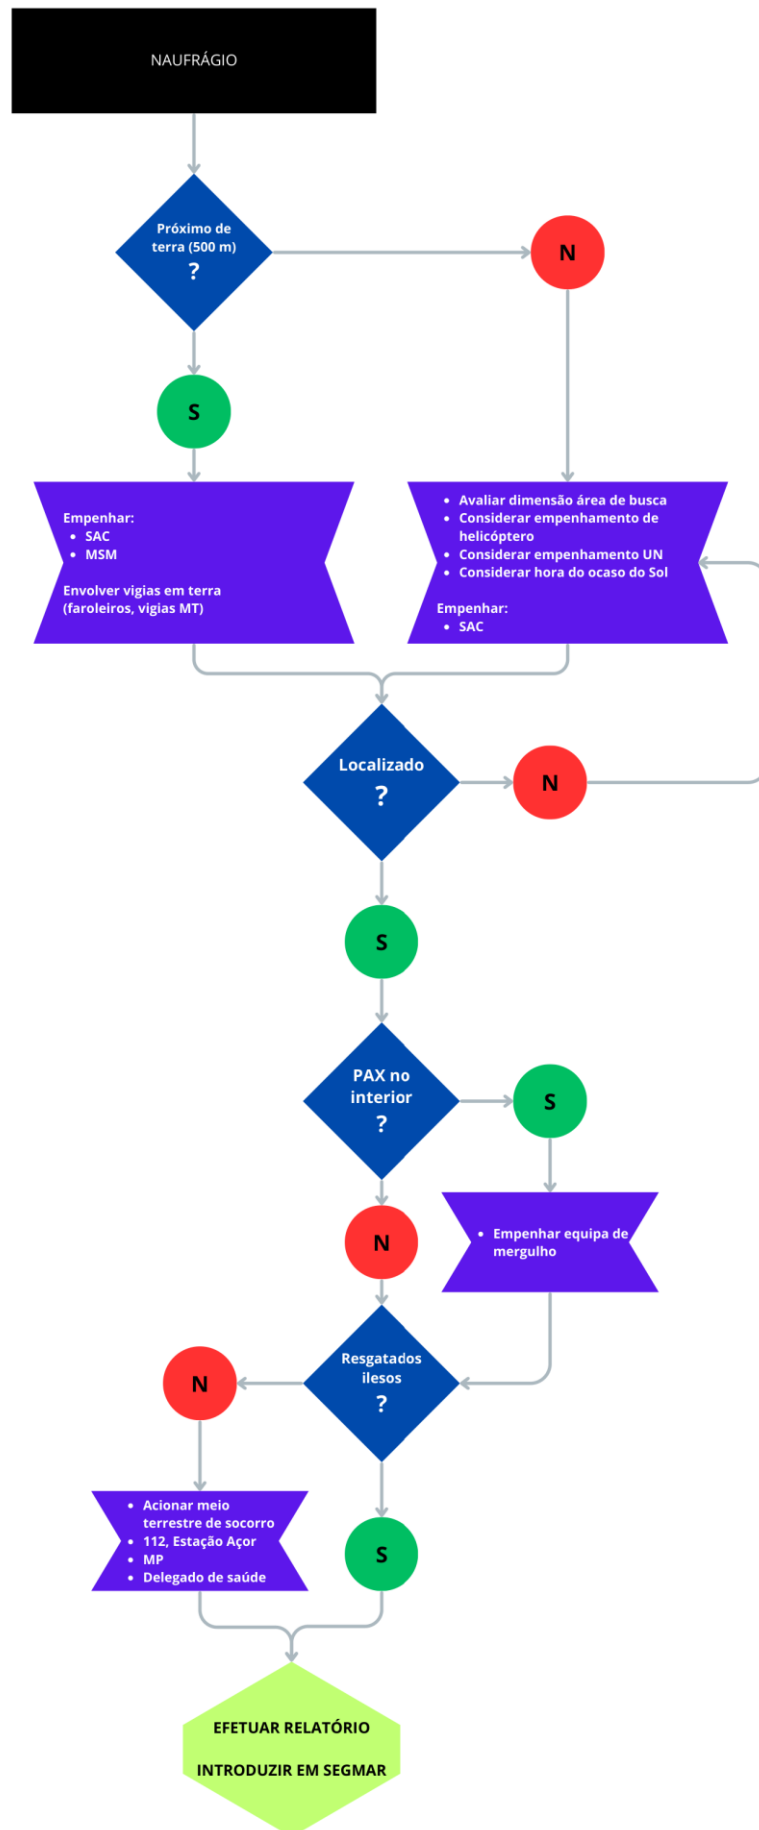 NAUFRÁGIO
Próximo de
terra (500 m)
?
N
S
Empenhar:
• SAC
• MSM
Envolver vigias em terra
(faroleiros, vigias MT)
• Avaliar dimensão área de busca
• Considerar empenhamento de
helicóptero
• Considerar empenhamento UN
• Considerar hora do ocaso do Sol
Empenhar:
• SAC
Localizado
?
N
S
PAX no
interior
?
S
N
• Empenhar equipa de
mergulho
Resgatados
ilesos
?
N
• Acionar meio
terrestre de socorro
• 112, Estação Açor
• MP
• Delegado de saúde
S
EFETUAR RELATÓRIO
INTRODUZIR EM SEGMAR